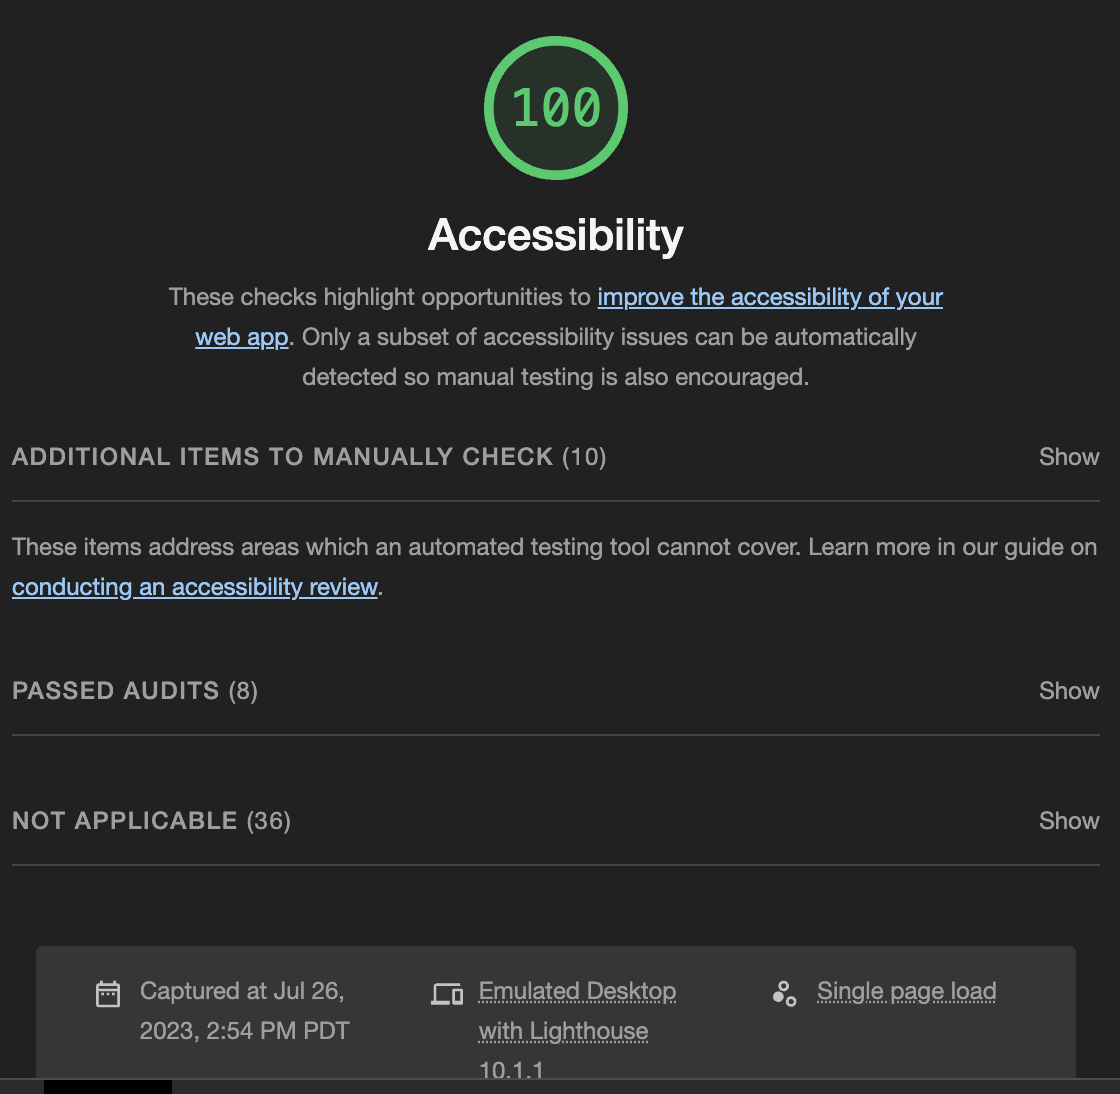 100
Accessibility
These checks highlight opportunities to improve the accessibility of your
web app. Only a subset of accessibility issues can be automatically
detected so manual testing is also encouraged.
ADDITIONAL ITEMS TO MANUALLY CHECK (10)
Show
These items address areas which an automated testing tool cannot cover. Learn more in our guide on
conducting an accessibility review.
PASSED AUDITS (8)
Show
NOT APPLICABLE (36)
Show
Captured at Jul 26,
2023, 2:54 PM PDT
Emulated Desktop
with Lighthouse
10.1.1
Single page load